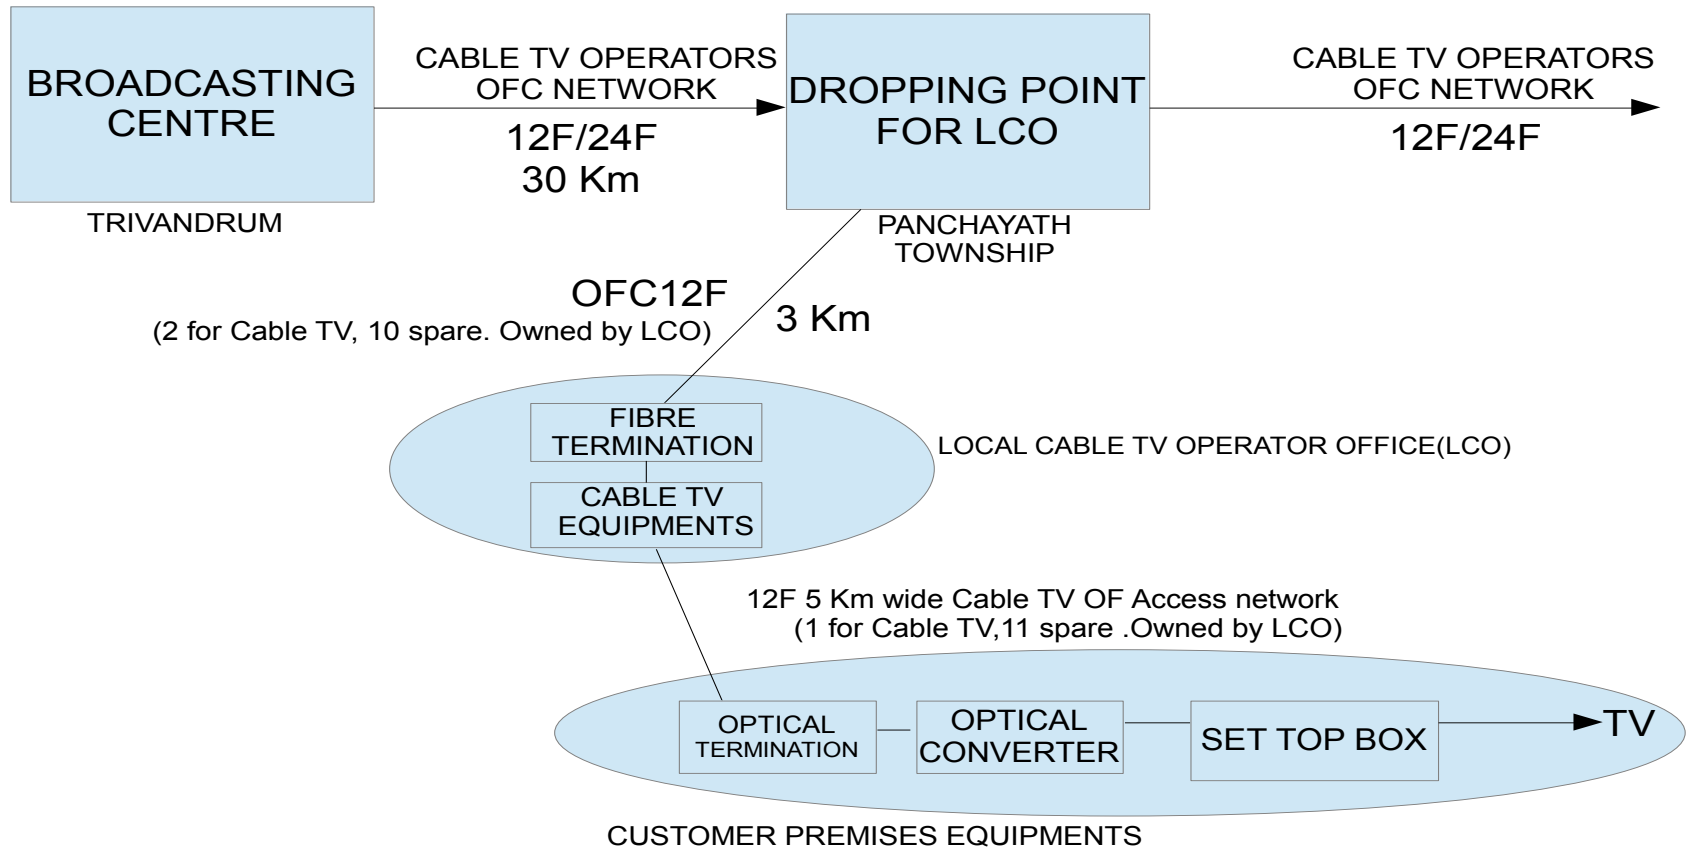 BROADCASTING
CENTRE
TRIVANDRUM
CABLE TV OPERATORS
OFC NETWORK
12F/24F
30 Km
DROPPING POINT
FOR LCO
PANCHAYATH
TOWNSHIP
CABLE TV OPERATORS
OFC NETWORK
12F/24F
OFC12F
(2 for Cable TV, 10 spare. Owned by LCO)
3 Km
FIBRE
TERMINATION
CABLE TV
EQUIPMENTS
LOCAL CABLE TV OPERATOR OFFICE(LCO)
12F 5 Km wide Cable TV OF Access network
(1 for Cable TV,11 spare .Owned by LCO)
OPTICAL
TERMINATION
OPTICAL
CONVERTER
SET TOP BOX
TV
CUSTOMER PREMISES EQUIPMENTS